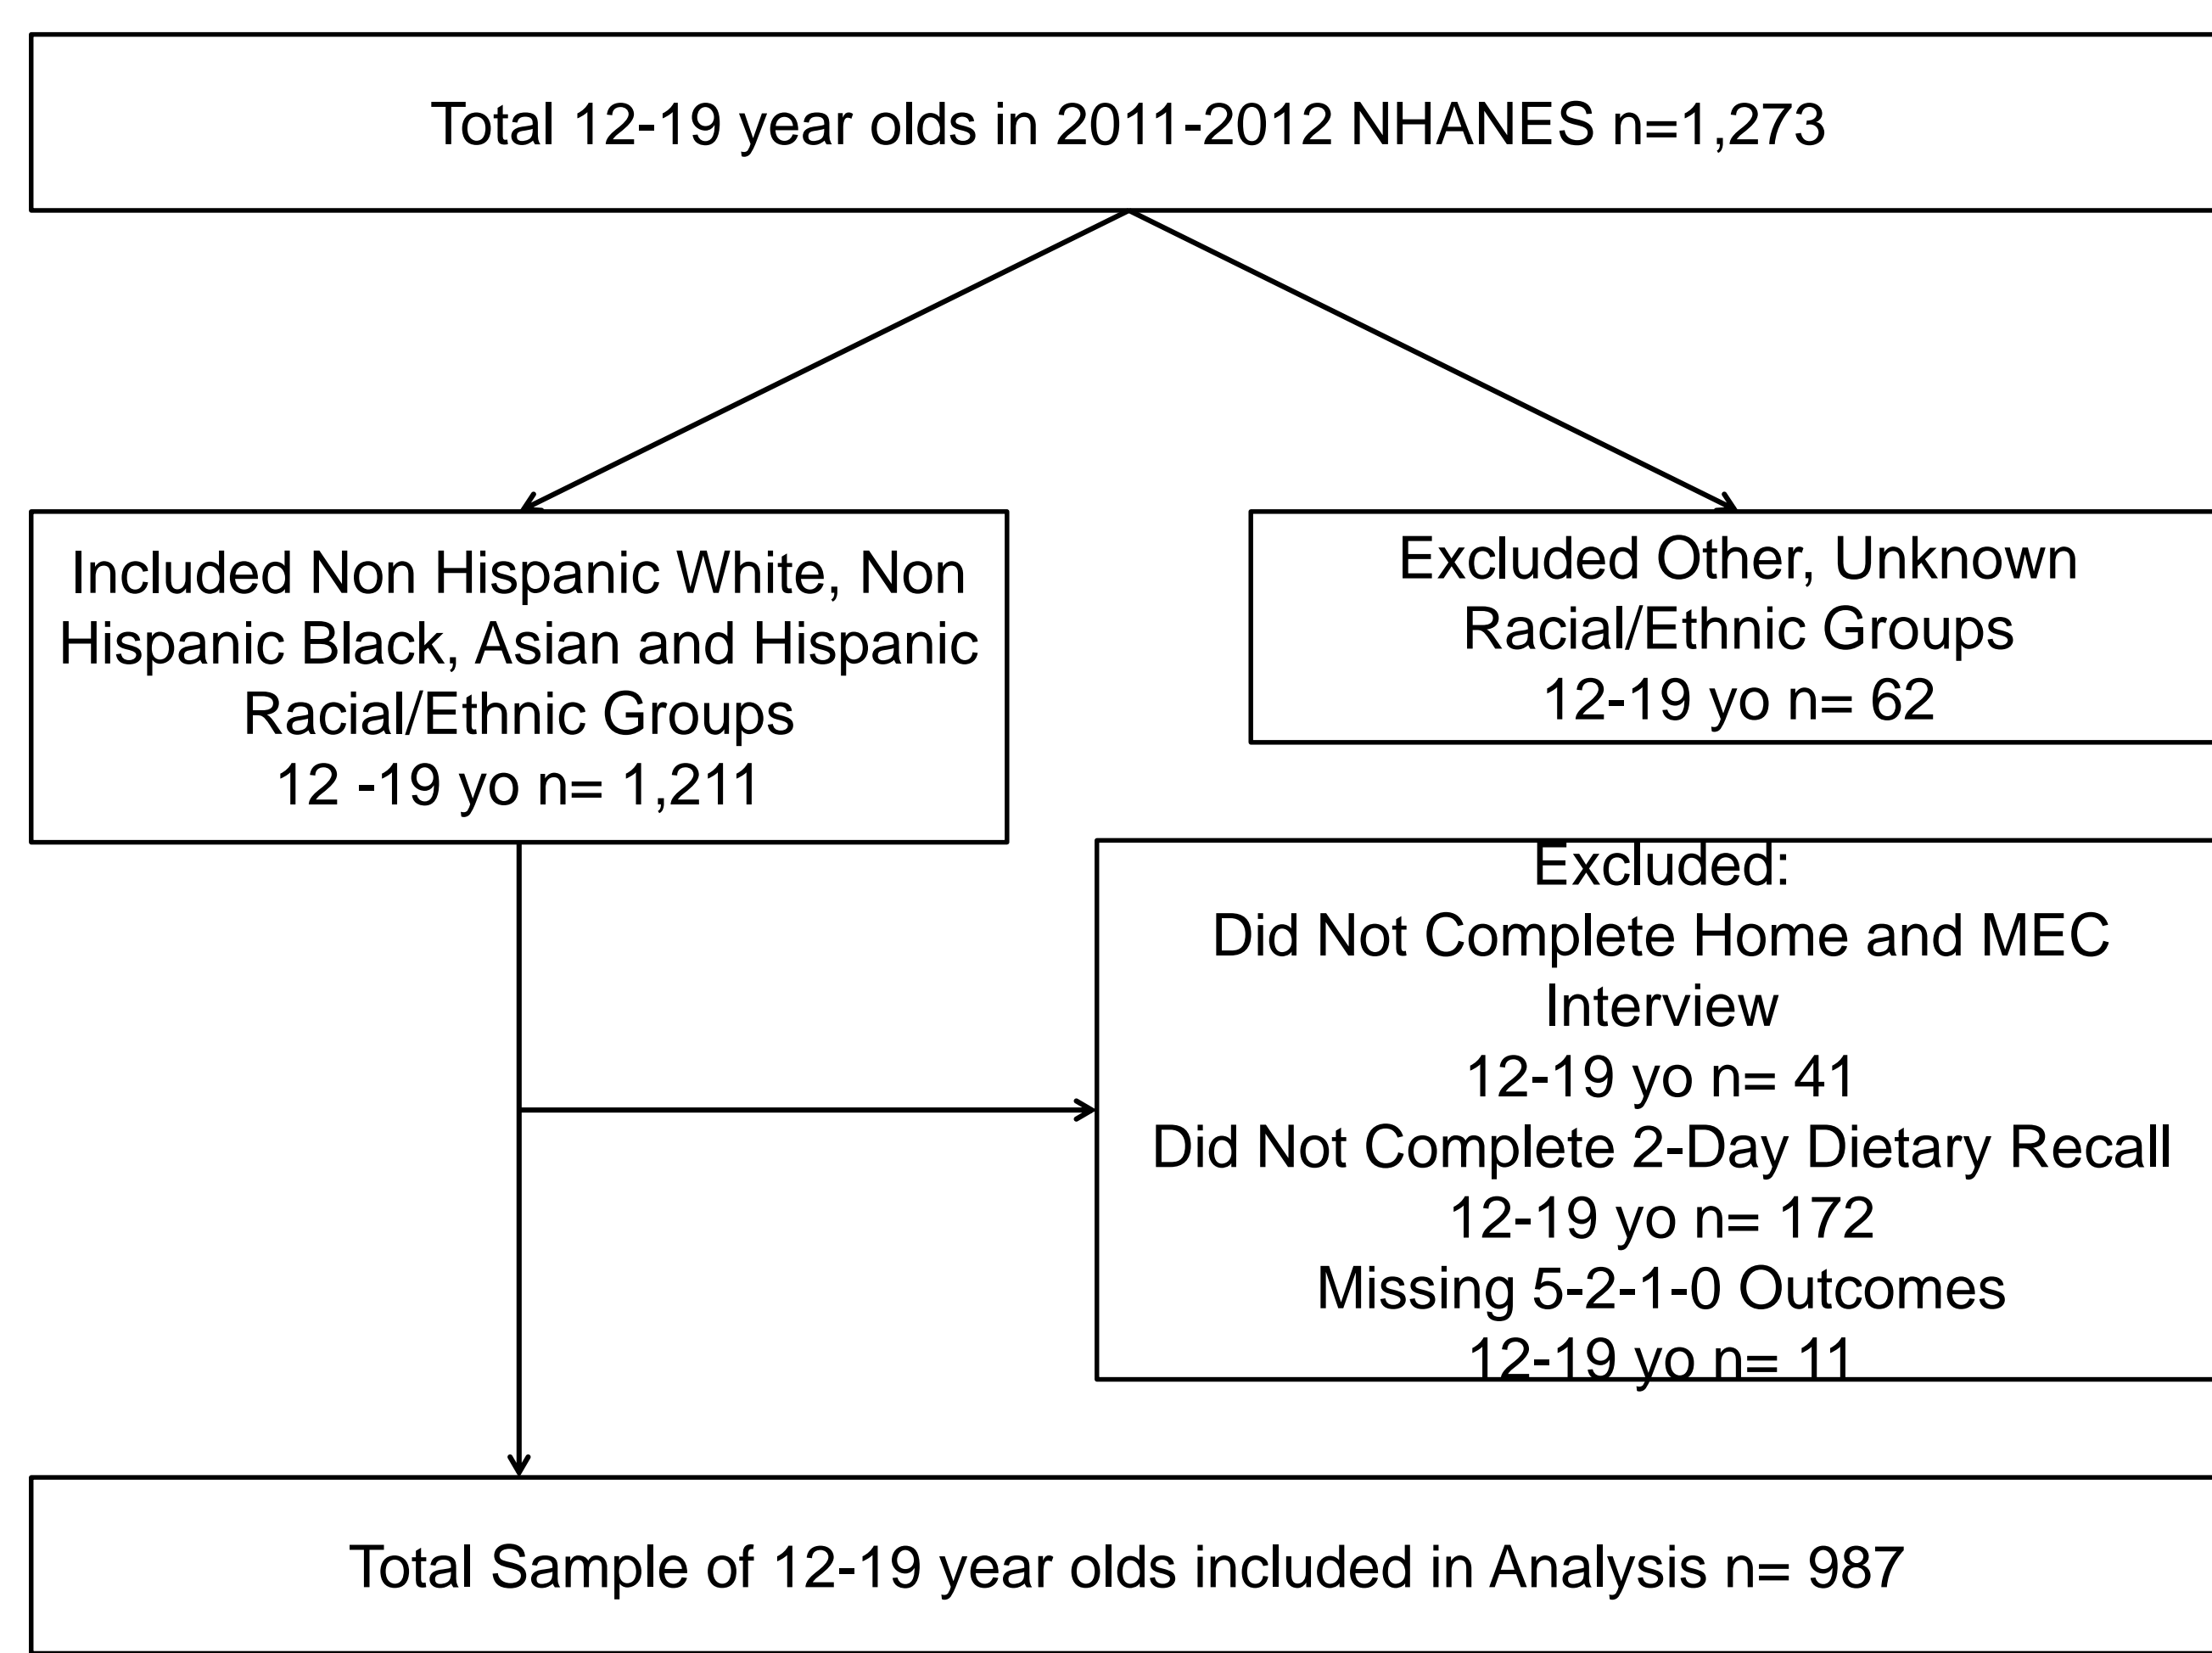 Total 12-19 year olds in 2011-2012 NHANES n=1,273
Included Non Hispanic White, Non
Hispanic Black, Asian and Hispanic
Racial/Ethnic Groups
12 -19 yo n= 1,211
Excluded Other, Unknown
Racial/Ethnic Groups
12-19 yo n= 62
Excluded:
Did Not Complete Home and MEC
Interview
12-19 yo n= 41
Did Not Complete 2-Day Dietary Recall
12-19 yo n= 172
Missing 5-2-1-0 Outcomes
12-19 yo n= 11
Total Sample of 12-19 year olds included in Analysis n= 987